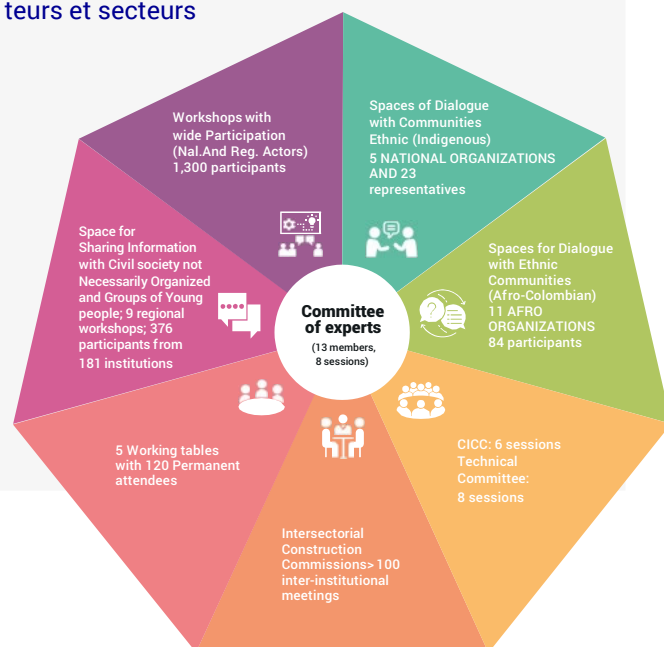 teurs et secteurs
Workshops with
wide Participation
(Nal.And Reg. Actors)
1,300 participants
Spaces of Dialogue
with Communities
Ethnic (Indigenous)
5 NATIONAL ORGANIZATIONS
AND 23
representatives
Space for
Sharing Information
with Civil society not
Necessarily Organized
and Groups of Young
people; 9 regional
workshops; 376
participants from
181 institutions
Spaces for Dialogue
with Ethnic
Communities
(Afro-Colombian)
11 AFRO
ORGANIZATIONS
84 participants
Committee
of experts
(13 members,
8 sessions)
5 Working tables
with 120 Permanent
attendees
CICC: 6 sessions
Technical
Committee:
8 sessions
Intersectorial
Construction
Commissions> 100
inter-institutional
meetings